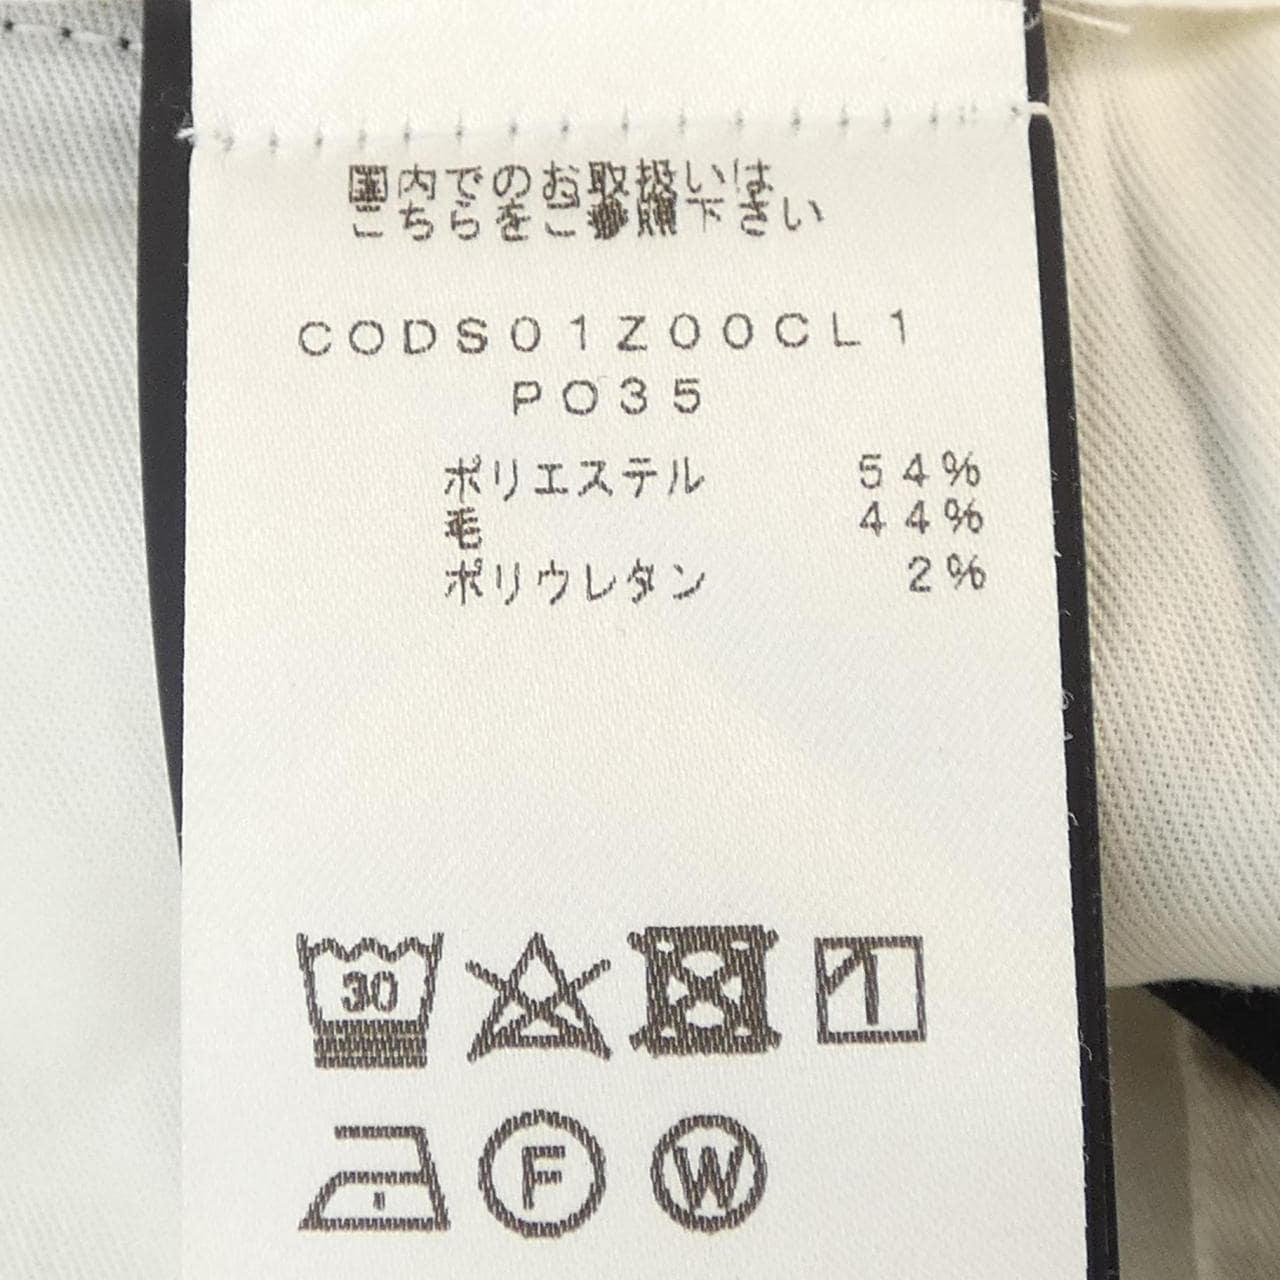 国内でのお取扱いは
こちらをご参照下さい
CODS01Z00CL1
PO35
ポリエステル 54%
毛 44%
ポリウレタン 2%
30
F W